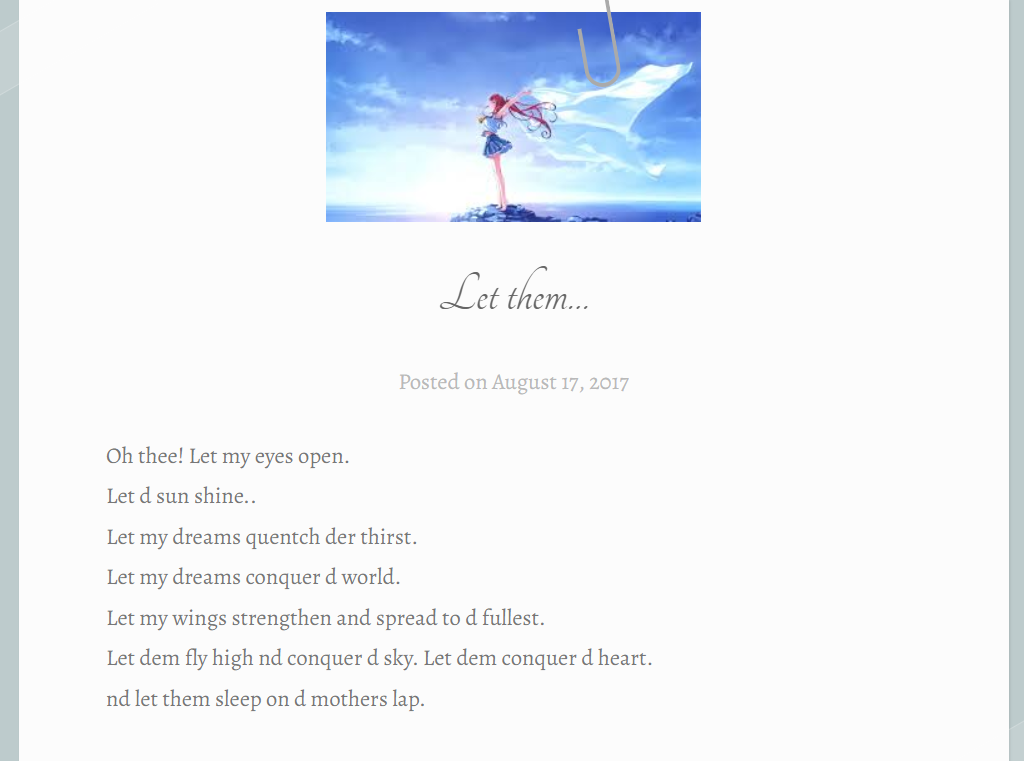 Let them...
Posted on August 17, 2017
Oh thee! Let my eyes open.
Let d sun shine..
Let my dreams quentch der thirst.
Let my dreams conquer d world.
Let my wings strengthen and spread to d fullest.
Let dem fly high nd conquer d sky. Let dem conquer d heart.
nd let them sleep on d mothers lap.